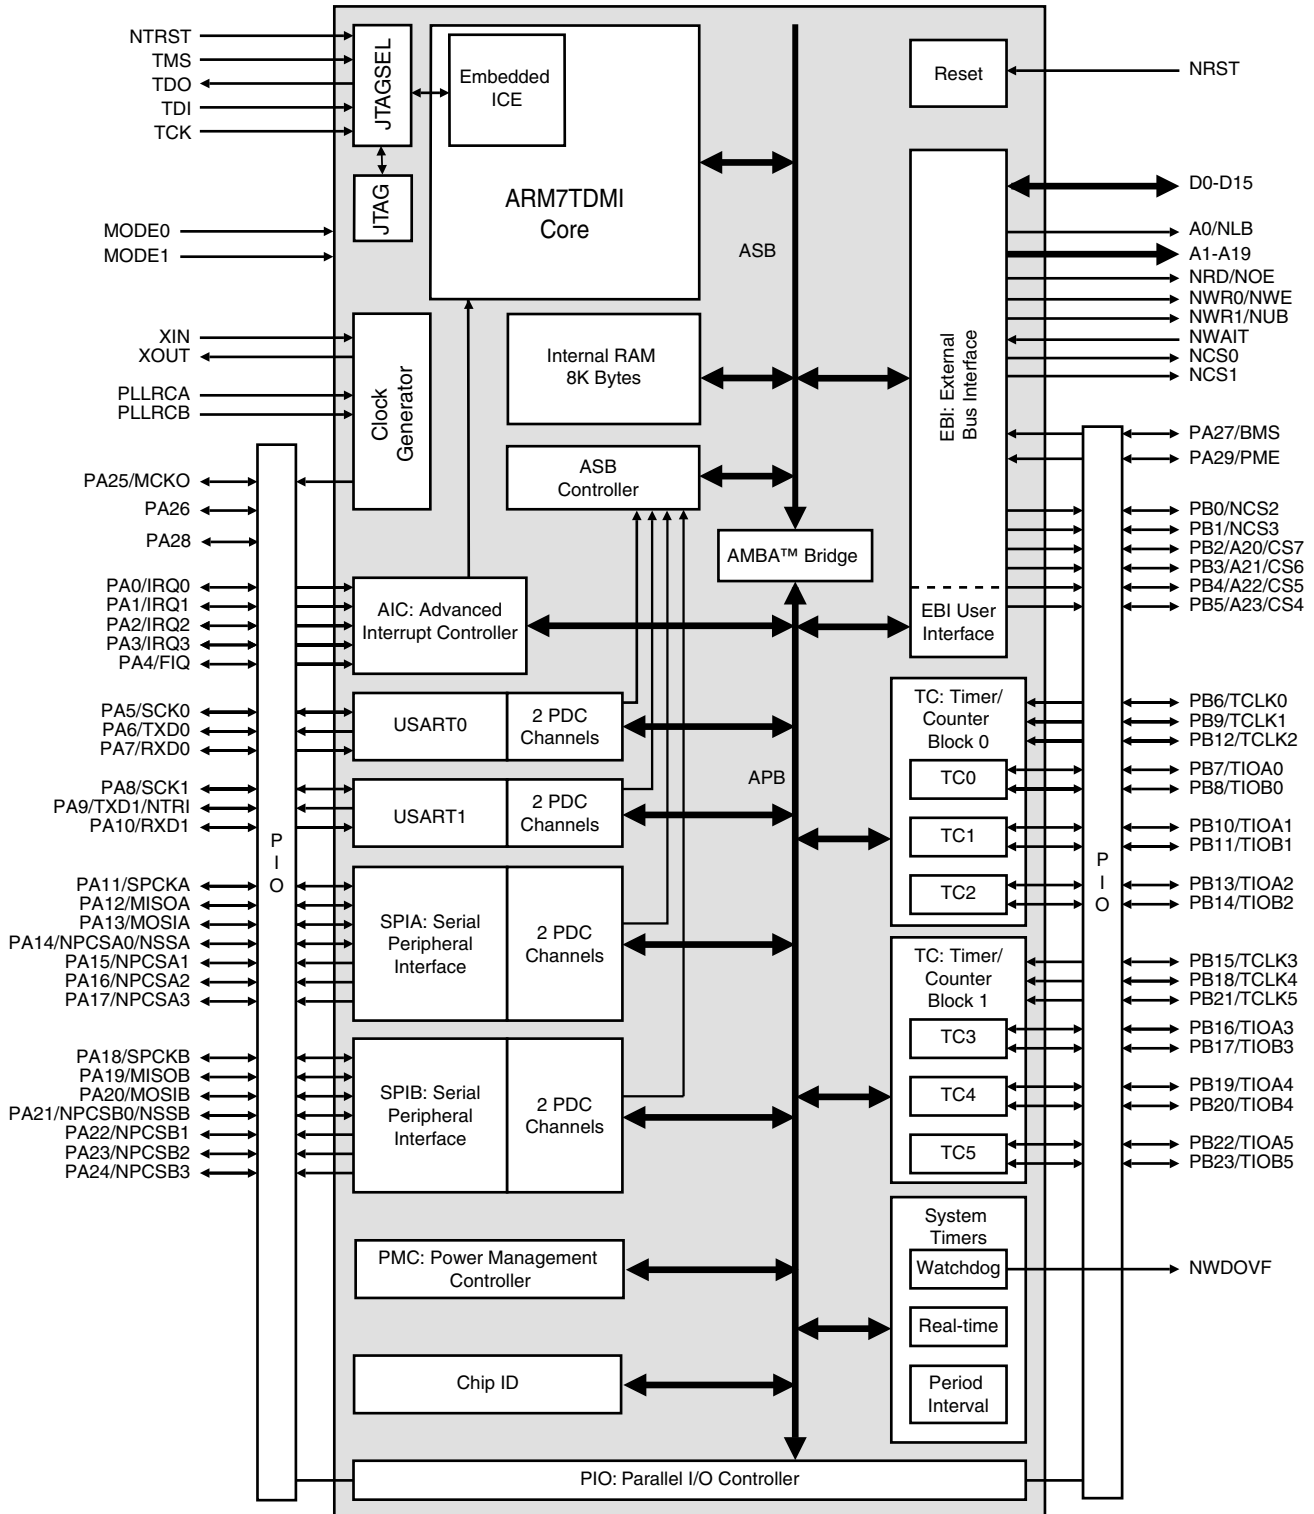 NTRST
TMS
TDO
TDI
TCK
JTAGSEL
JTAG
Embedded
ICE
ARM7TDMI
Core
Reset
NRST
MODE0
MODE1
ASB
D0-D15
A0/NLB
A1-A19
NRD/NOE
NWR0/NWE
NWR1/NUB
NWAIT
NCS0
NCS1
EBI: External
Bus Interface
XIN
XOUT
PLLRCA
PLLRCB
Clock
Generator
Internal RAM
8K Bytes
ASB
Controller
PA27/BMS
PA29/PME
PA25/MCKO
PA26
PA28
PB0/NCS2
PB1/NCS3
PB2/A20/CS7
PB3/A21/CS6
PB4/A22/CS5
PB5/A23/CS4
AMBA™ Bridge
EBI User
Interface
PA0/IRQ0
PA1/IRQ1
PA2/IRQ2
PA3/IRQ3
PA4/FIQ
AIC: Advanced
Interrupt Controller
PA5/SCK0
PA6/TXD0
PA7/RXD0
USART0
2 PDC
Channels
PA8/SCK1
PA9/TXD1/NTRI
PA10/RXD1
USART1
2 PDC
Channels
APB
TC: Timer/
Counter
Block 0
TC0
TC1
TC2
PB6/TCLK0
PB9/TCLK1
PB12/TCLK2
PB7/TIOA0
PB8/TIOB0
PB10/TIOA1
PB11/TIOB1
PB13/TIOA2
PB14/TIOB2
P
I
O
P
I
O
PA11/SPCKA
PA12/MISOA
PA13/MOSIA
PA14/NPCSA0/NSSA
PA15/NPCSA1
PA16/NPCSA2
PA17/NPCSA3
SPIA: Serial
Peripheral
Interface
2 PDC
Channels
TC: Timer/
Counter
Block 1
TC3
TC4
TC5
PB15/TCLK3
PB18/TCLK4
PB21/TCLK5
PB16/TIOA3
PB17/TIOB3
PB19/TIOA4
PB20/TIOB4
PB22/TIOA5
PB23/TIOB5
PA18/SPCKB
PA19/MISOB
PA20/MOSIB
PA21/NPCSB0/NSSB
PA22/NPCSB1
PA23/NPCSB2
PA24/NPCSB3
SPIB: Serial
Peripheral
Interface
2 PDC
Channels
PMC: Power Management
Controller
System
Timers
Watchdog
Real-time
Period
Interval
NWDOVF
Chip ID
PIO: Parallel I/O Controller